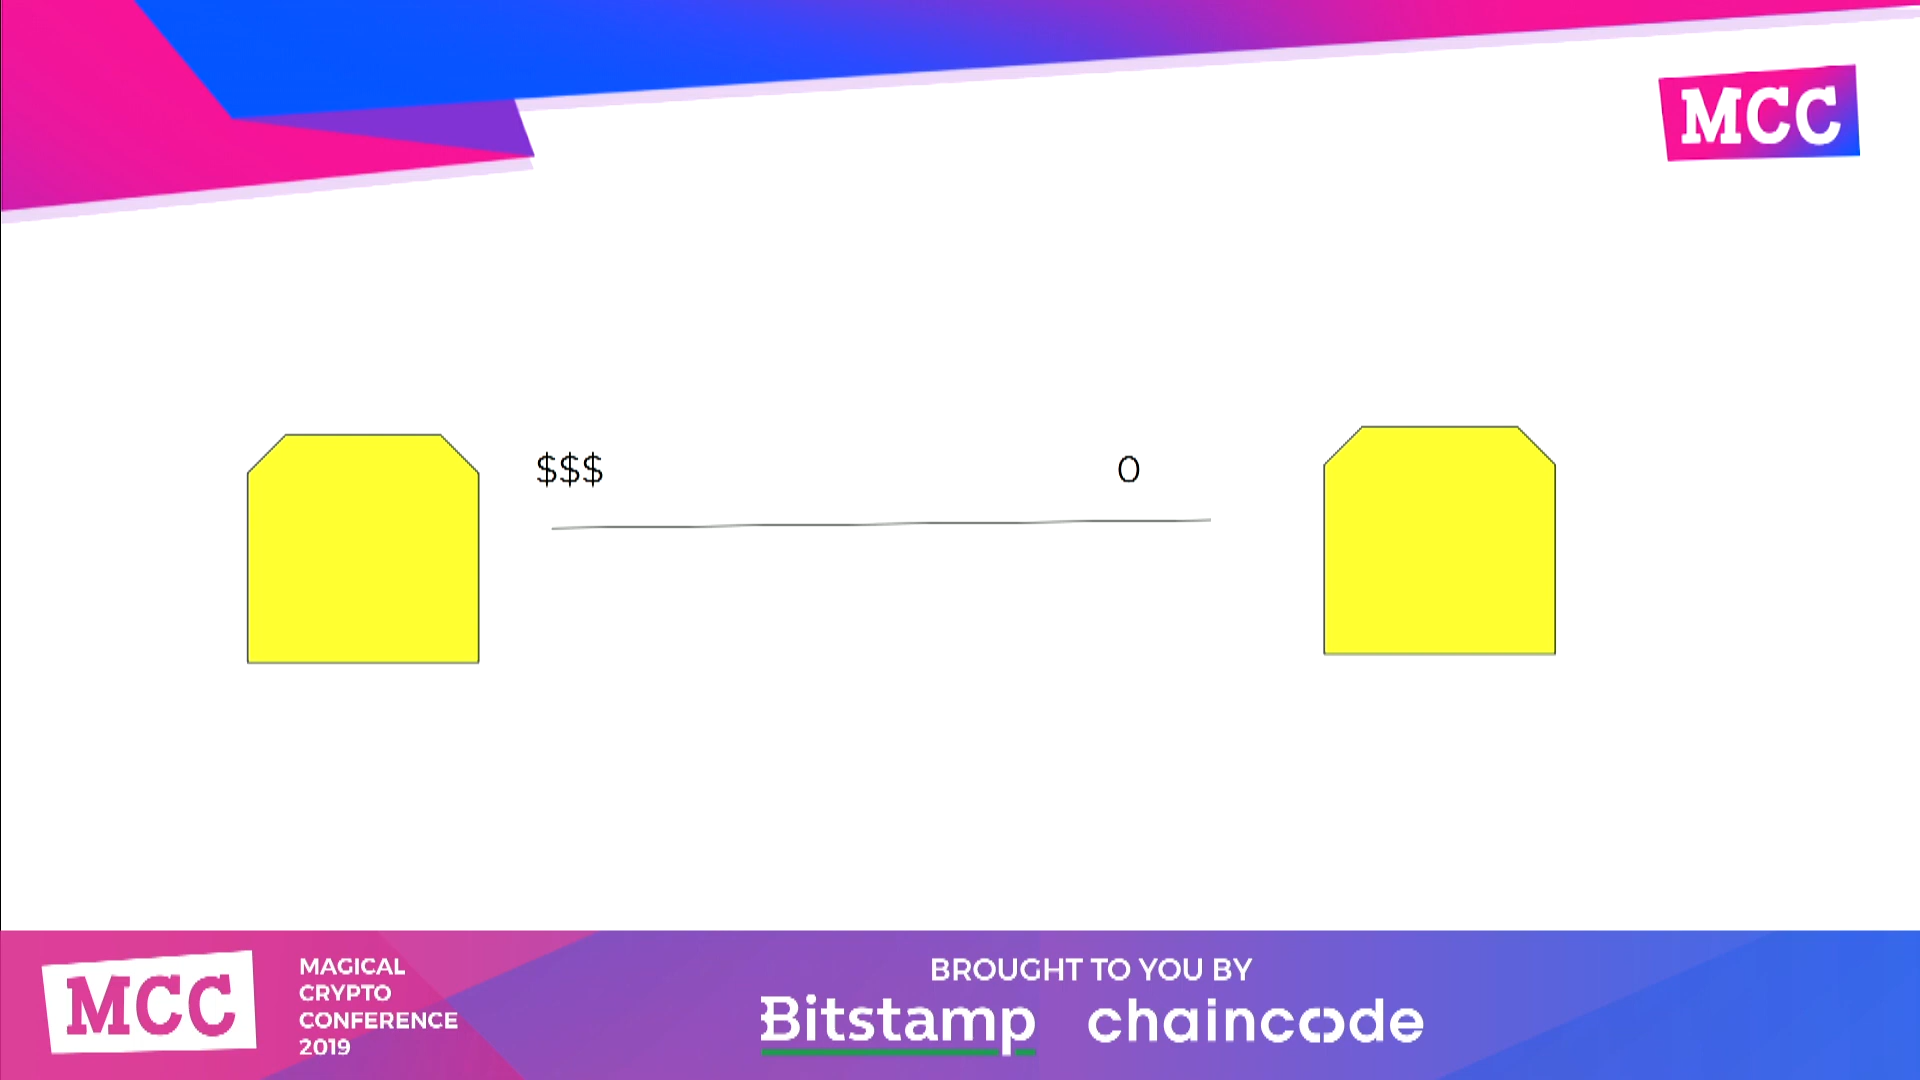 MCC
$$$ 0
MCC
MAGICAL
CRYPTO
CONFERENCE
2019
BROUGHT TO YOU BY
Bitstamp chaincode